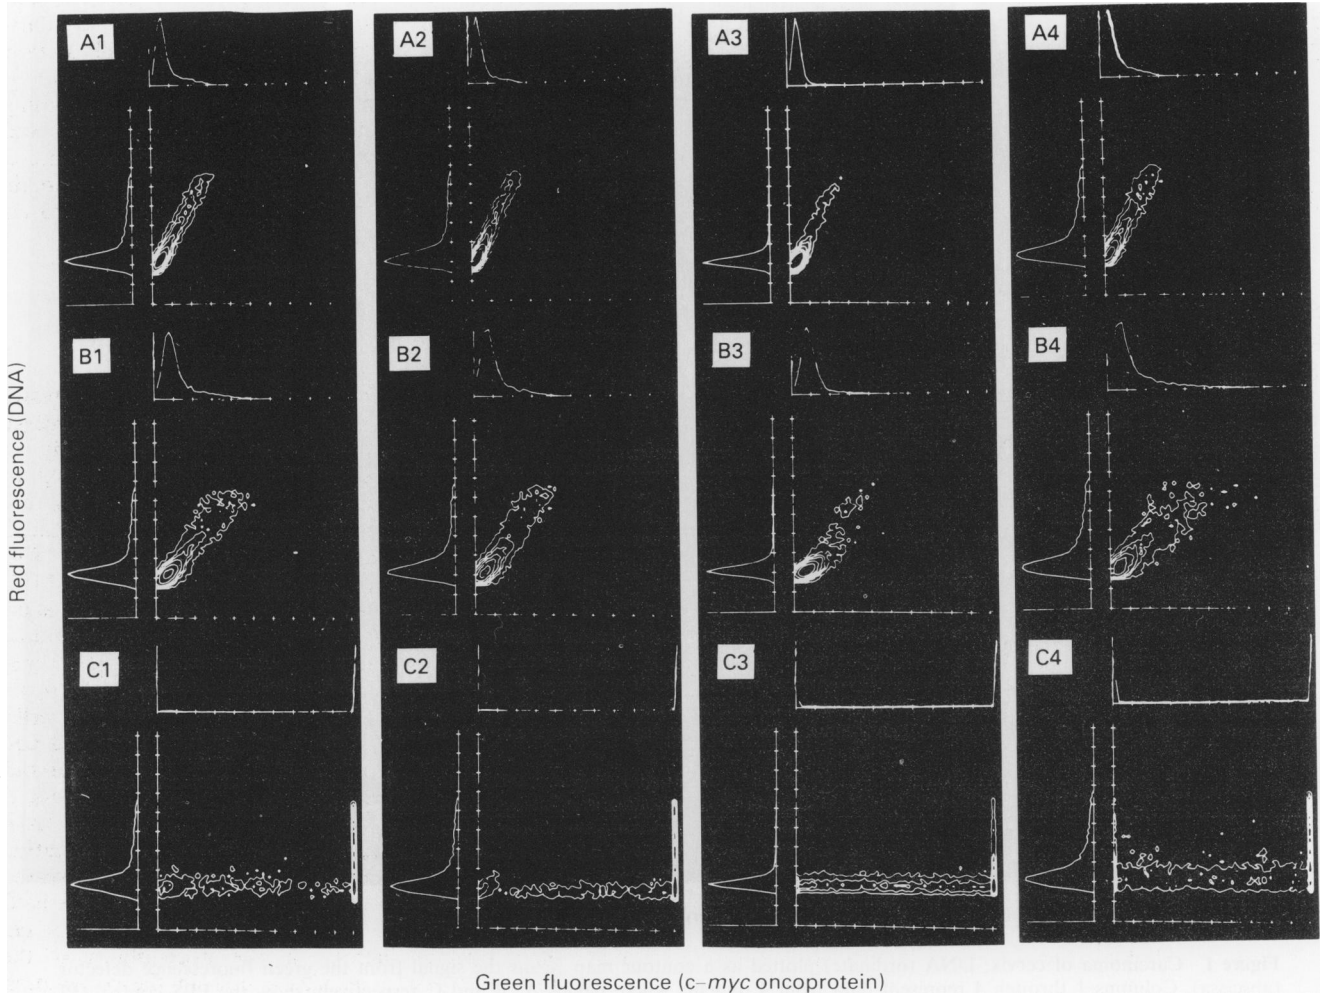 A1
A2
A3
A4
B1
B2
B3
B4
C1
C2
C3
C4
Red fluorescence (DNA)
Green fluorescence (c-myc oncoprotein)